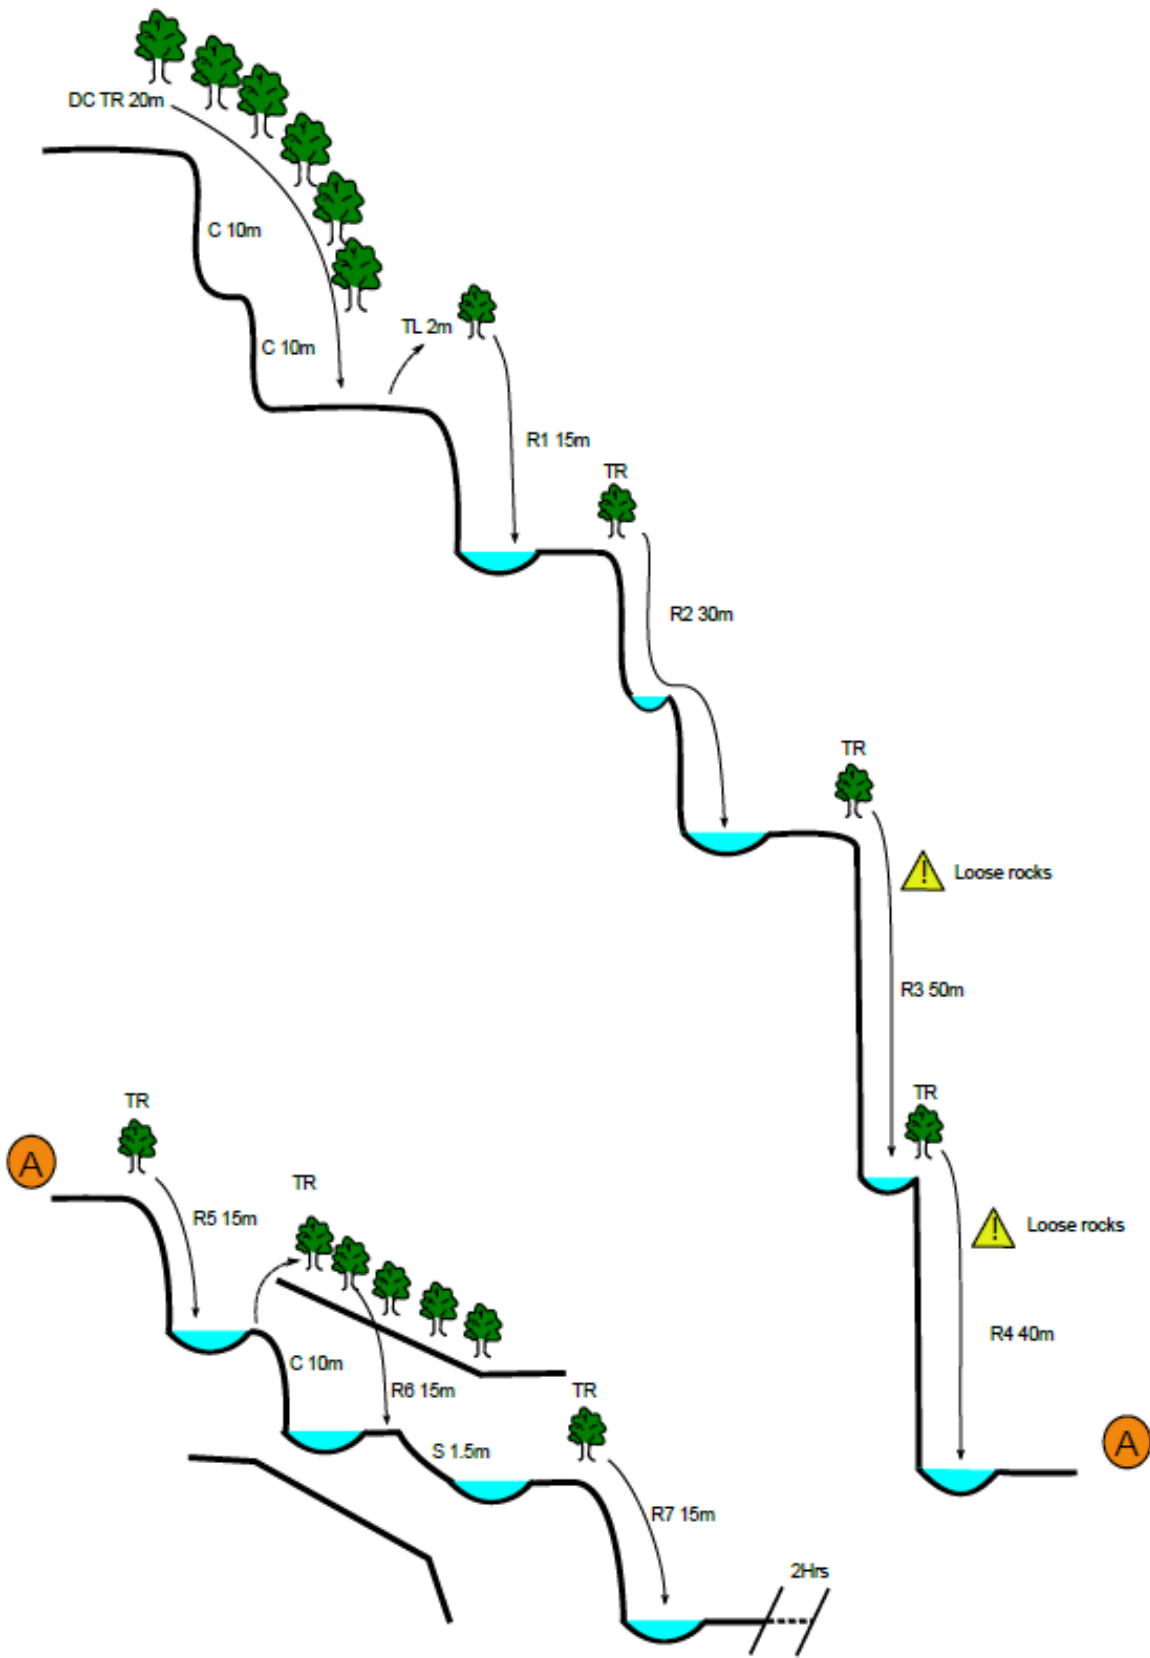 DC TR 20m
C 10m
C 10m
TL 2m
R1 15m
TR
R2 30m
TR
Loose rocks
R3 50m
TR
Loose rocks
R4 40m
A
A
TR
R5 15m
TR
C 10m
R6 15m
S 1.5m
TR
R7 15m
2Hrs